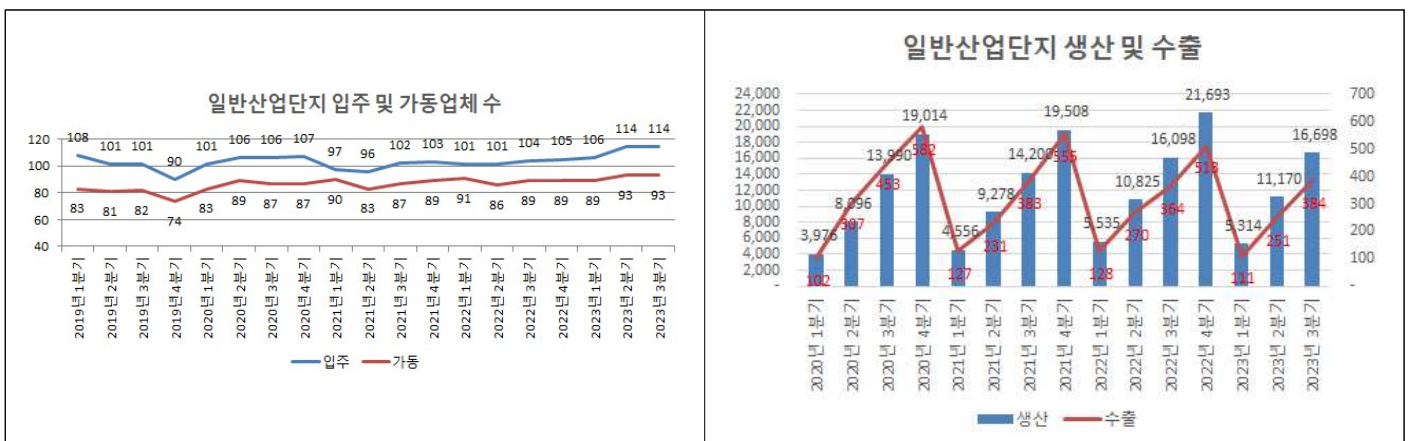 일반산업단지 입주 및 가동업체 수
120
100
80
60
40
108 101 101 90 101 106 106 107 97 96 102 103 101 101 104 105 106 114 114
83 81 82 74 83 89 87 87 90 83 87 89 91 86 89 89 89 93 93
2019년 1분기
2019년 2분기
2019년 3분기
2019년 4분기
2020년 1분기
2020년 2분기
2020년 3분기
2020년 4분기
2021년 1분기
2021년 2분기
2021년 3분기
2021년 4분기
2022년 1분기
2022년 2분기
2022년 3분기
2022년 4분기
2023년 1분기
2023년 2분기
2023년 3분기
입주 가동
일반산업단지 생산 및 수출
24,000
22,000
20,000
18,000
16,000
14,000
12,000
10,000
8,000
6,000
4,000
2,000
-
3,976 8,096 13,990 19,014 4,556 9,278 14,200 19,508 5,535 10,825 16,098 21,693 5,314 11,170 16,698
102 307 453 582 127 231 383 555 128 270 364 513 111 251 384
700
600
500
400
300
200
100
-
2020년 1분기
2020년 2분기
2020년 3분기
2020년 4분기
2021년 1분기
2021년 2분기
2021년 3분기
2021년 4분기
2022년 1분기
2022년 2분기
2022년 3분기
2022년 4분기
2023년 1분기
2023년 2분기
2023년 3분기
생산 수출